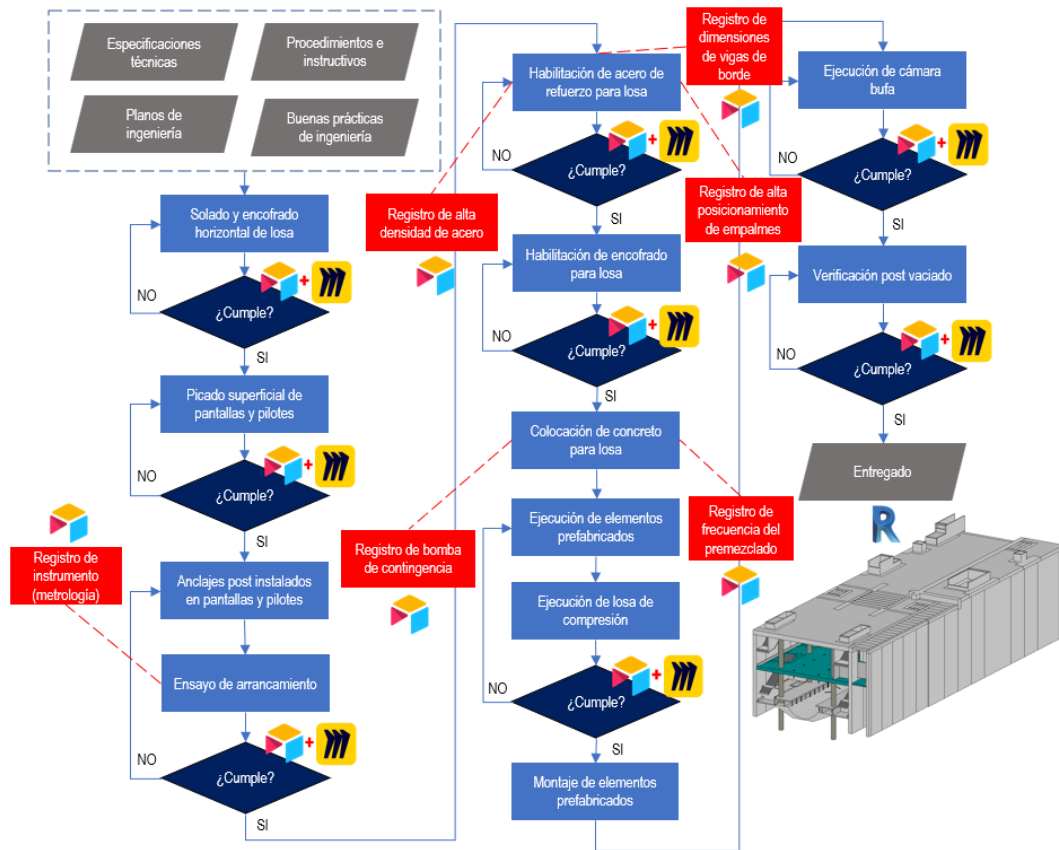 Especificaciones
técnicas
Procedimientos e
instructivos
Planos de
ingeniería
Buenas prácticas
de ingeniería
Solado y encofrado
horizontal de losa
¿Cumple?
NO
SI
Picado superficial de
pantallas y pilotes
¿Cumple?
NO
SI
Registro de
instrumento
(metrología)
Anclajes post instalados
en pantallas y pilotes
Ensayo de arrancamiento
¿Cumple?
NO
SI
Habilitación de acero de
refuerzo para losa
¿Cumple?
NO
SI
Registro de alta
densidad de acero
Registro de
dimensiones
de vigas de
borde
Registro de alta
posicionamiento
de empalmes
Habilitación de encofrado
para losa
¿Cumple?
NO
SI
Colocación de concreto
para losa
Registro de bomba
de contingencia
Registro de
frecuencia del
premezclado
Ejecución de elementos
prefabricados
Ejecución de losa de
compresión
¿Cumple?
NO
SI
Montaje de elementos
prefabricados
Ejecución de cámara
bufa
¿Cumple?
NO
SI
Verificación post vaciado
¿Cumple?
NO
SI
Entregado
R